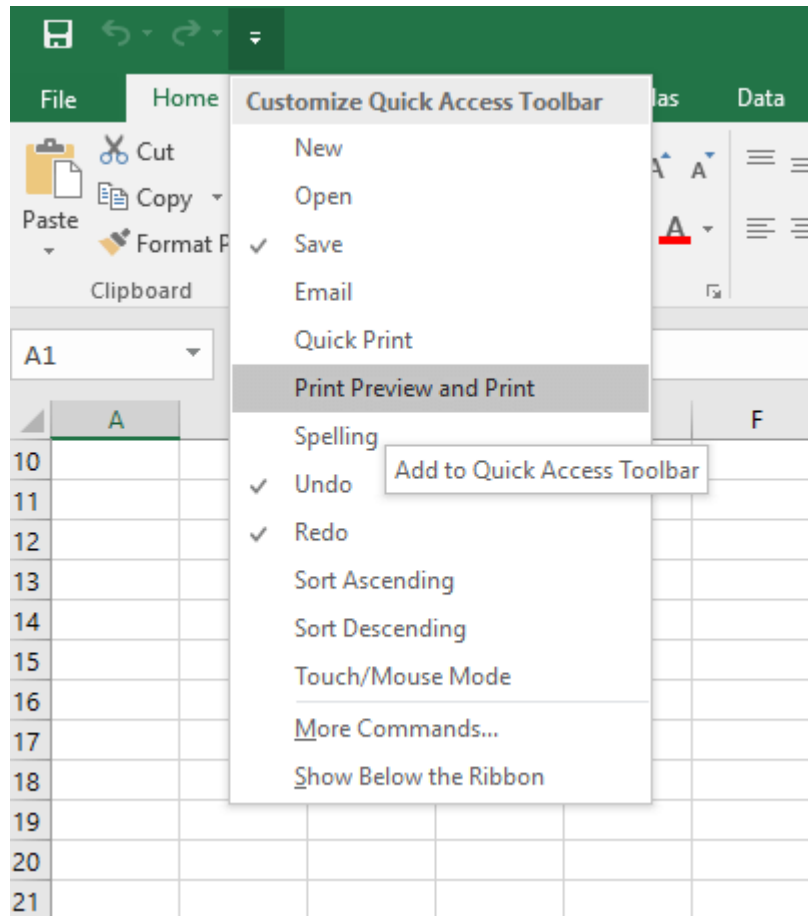 File Home las Data
Customize Quick Access Toolbar
New
Open
Save
Email
Quick Print
Print Preview and Print
Spelling
Undo
Redo
Sort Ascending
Sort Descending
Touch/Mouse Mode
More Commands...
Show Below the Ribbon
Add to Quick Access Toolbar
Cut
Copy
Format P
Paste
Clipboard
A A
A
A1
A F
10
11
12
13
14
15
16
17
18
19
20
21